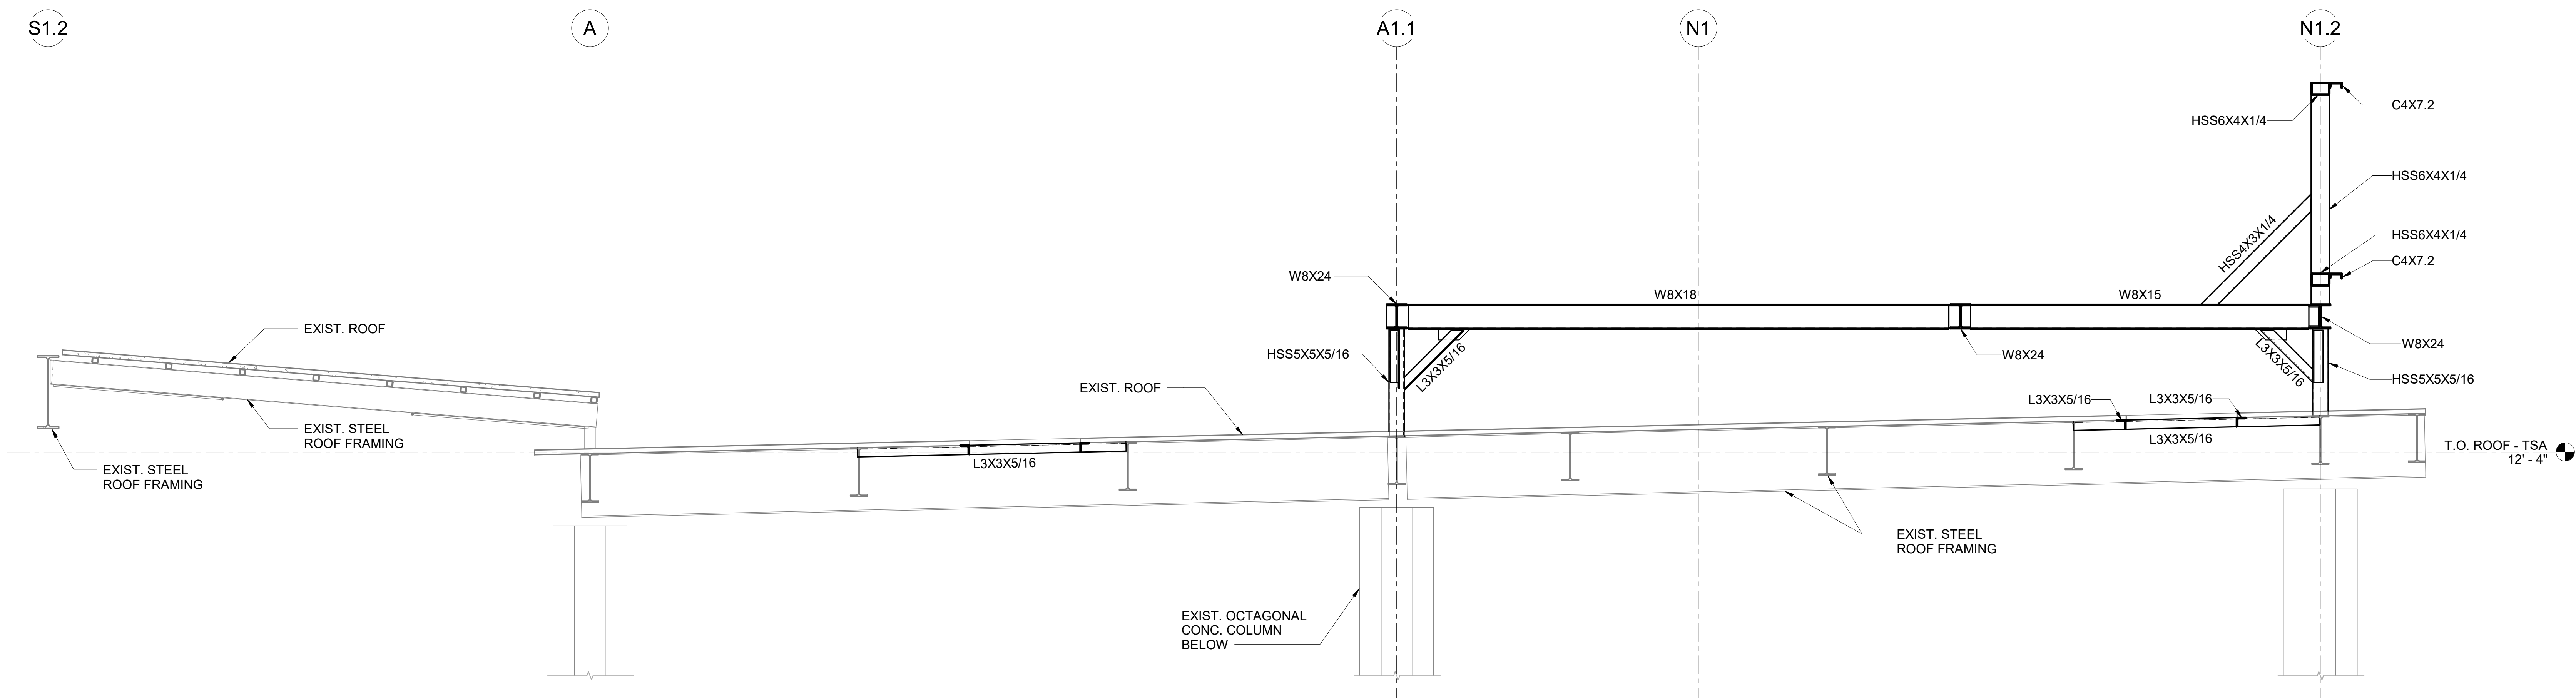 S1.2
A
A1.1
N1
N1.2
C4X7.2
HSS6X4X1/4
HSS6X4X1/4
HSS4X3X1/4
HSS6X4X1/4
C4X7.2
W8X24
W8X18
W8X15
EXIST. ROOF
W8X24
HSS5X5X5/16
L3X3X5/16
W8X24
L3X3X5/16
HSS5X5X5/16
EXIST. ROOF
L3X3X5/16
L3X3X5/16
EXIST. STEEL
ROOF FRAMING
L3X3X5/16
T.O. ROOF - TSA
12' - 4"
EXIST. STEEL
ROOF FRAMING
L3X3X5/16
EXIST. STEEL
ROOF FRAMING
EXIST. OCTAGONAL
CONC. COLUMN
BELOW